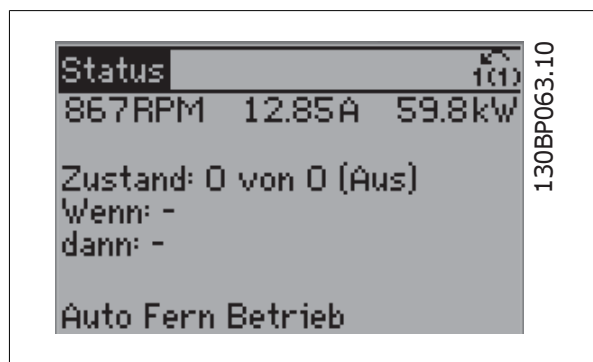 Status 1(1)
867RPM 12.85A 59.8kW
Zustand: 0 von 0 (Aus)
Wenn: -
dann: -
Auto Fern Betrieb
130BP063.10